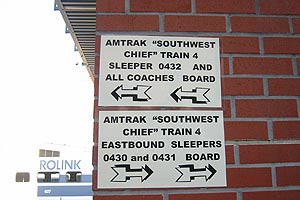 AMTRAK "SOUTHWEST
CHIEF" TRAIN 4
SLEEPER 0432 AND
ALL COACHES BOARD
AMTRAK "SOUTHWEST
CHIEF" TRAIN 4
EASTBOUND SLEEPERS
0430 and 0431 BOARD
ROLINK